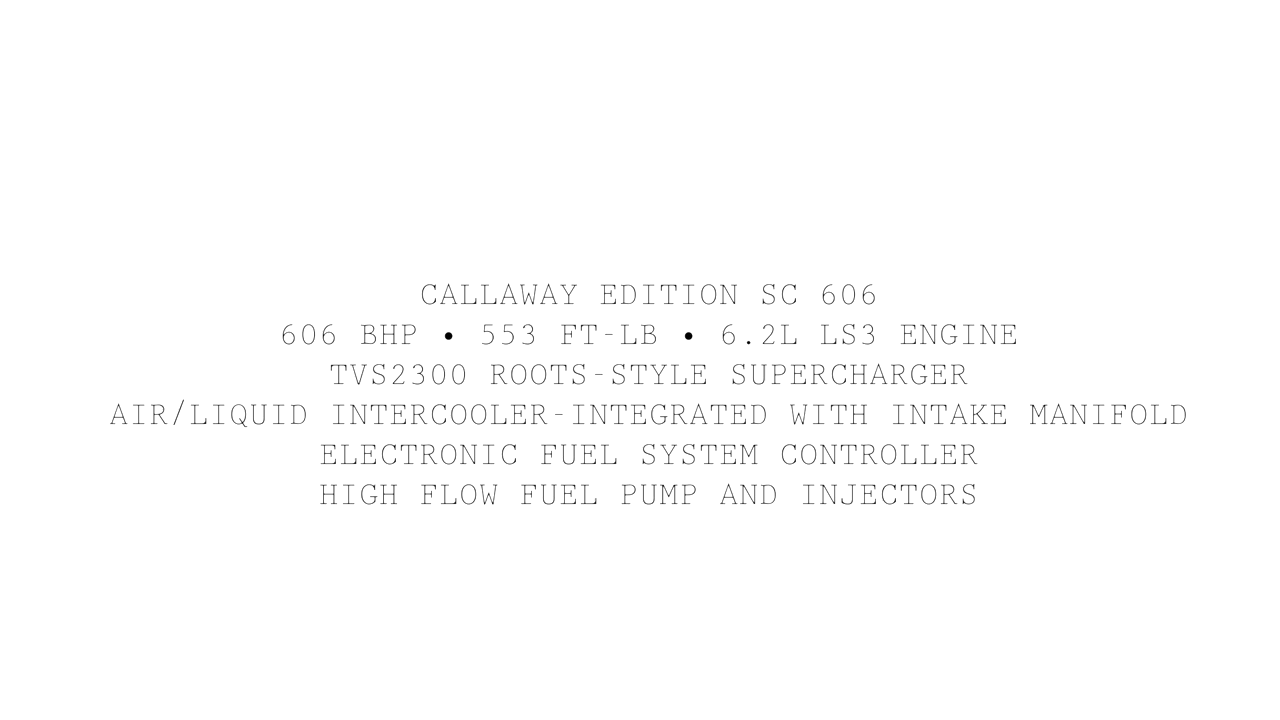 CALLAWAY EDITION SC 606
606 BHP • 553 FT-LB • 6.2L LS3 ENGINE
TVS2300 ROOTS-STYLE SUPERCHARGER
AIR/LIQUID INTERCOOLER-INTEGRATED WITH INTAKE MANIFOLD
ELECTRONIC FUEL SYSTEM CONTROLLER
HIGH FLOW FUEL PUMP AND INJECTORS